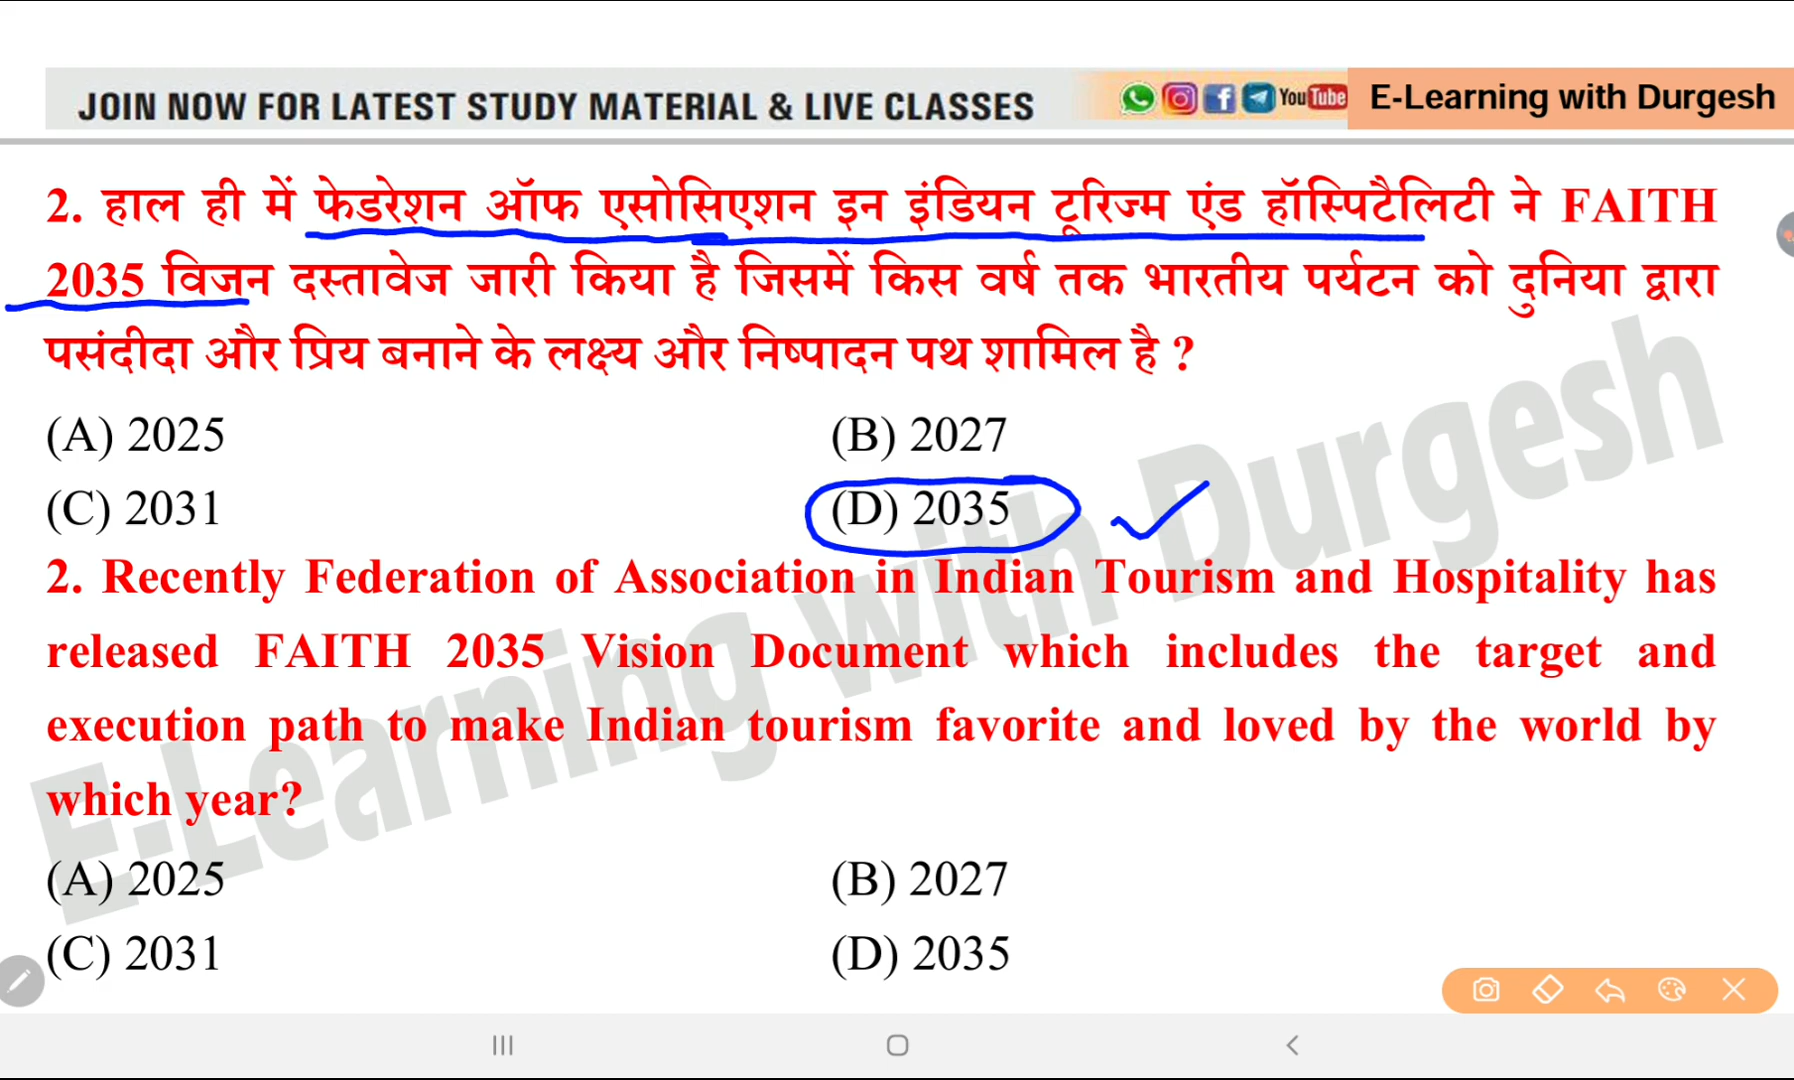 JOIN NOW FOR LATEST STUDY MATERIAL & LIVE CLASSES YouTube E-Learning with Durgesh
2. हाल ही में फेडरेशन ऑफ एसोसिएशन इन इंडियन टूरिज्म एंड हॉस्पिटैलिटी ने FAITH
2035 विजन दस्तावेज जारी किया है जिसमें किस वर्ष तक भारतीय पर्यटन को दुनिया द्वारा
पसंदीदा और प्रिय बनाने के लक्ष्य और निष्पादन पथ शामिल है ?
(A) 2025 (B) 2027
(C) 2031 (D) 2035
2. Recently Federation of Association in Indian Tourism and Hospitality has
released FAITH 2035 Vision Document which includes the target and
execution path to make Indian tourism favorite and loved by the world by
which year?
(A) 2025 (B) 2027
(C) 2031 (D) 2035
E-Learning with Durgesh